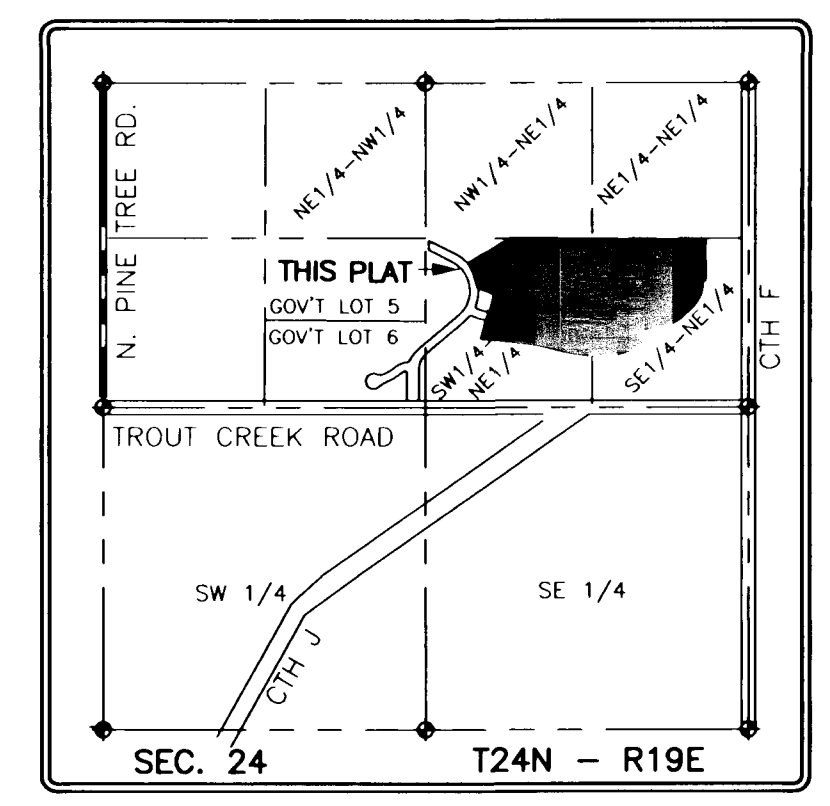 N. PINE TREE RD.
NE1/4-NW1/4
NW1/4-NE1/4
NE1/4-NE1/4
THIS PLAT
GOV'T LOT 5
GOV'T LOT 6
SW1/4-
NE1/4
SE1/4-NE1/4
CTH F
TROUT CREEK ROAD
SW 1/4
SE 1/4
CTH J
SEC. 24
T24N - R19E